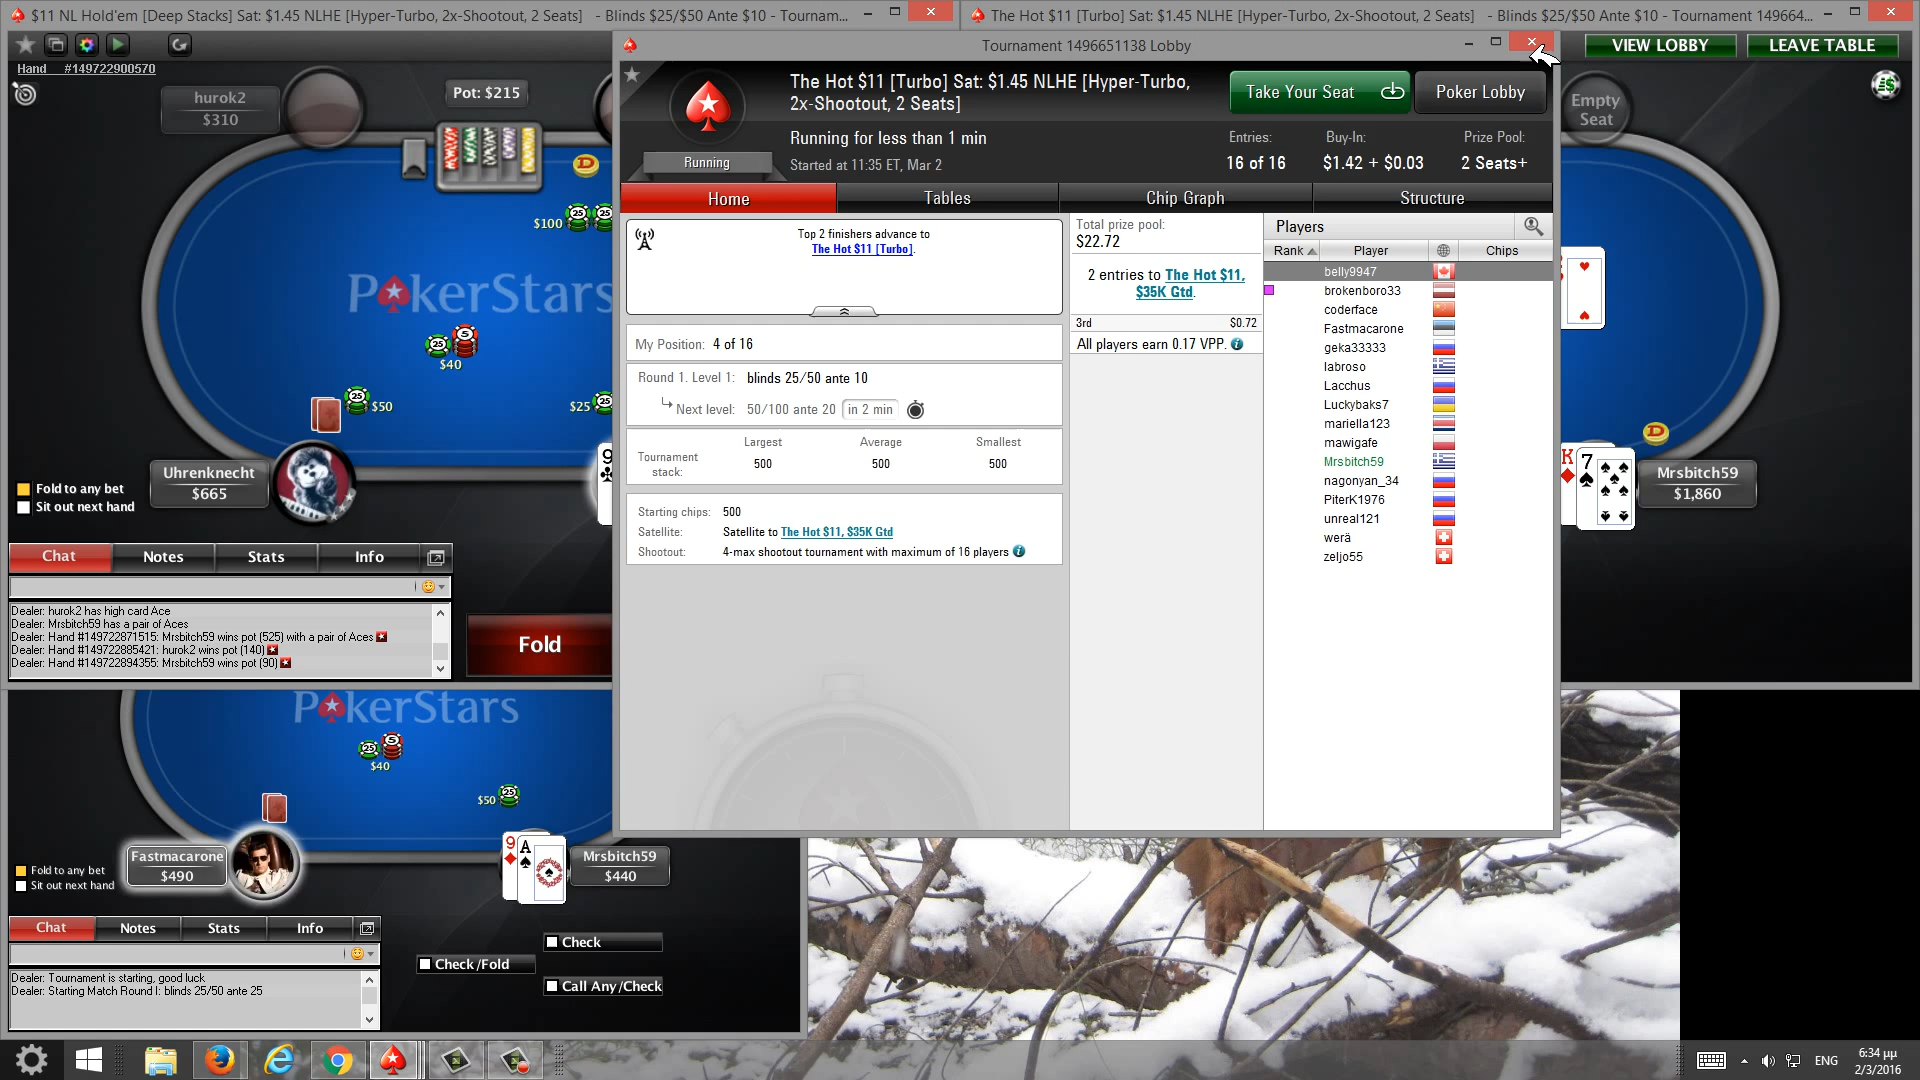 $11 NL Hold'em [Deep Stacks] Sat: $1.45 NLHE [Hyper-Turbo, 2x-Shootout, 2 Seats] - Blinds $25/$50 Ante $10 - Tournam...
The Hot $11 [Turbo] Sat: $1.45 NLHE [Hyper-Turbo, 2x-Shootout, 2 Seats] - Blinds $25/$50 Ante $10 - Tournament 149664...
Hand #149722900570
hurok2
$310
Pot: $215
$100
PokerStars
$40
$50
$25
Uhrenknecht
$665
Fold to any bet
Sit out next hand
Chat Notes Stats Info
Dealer: hurok2 has high card Ace
Dealer: Mrsbitch59 has a pair of Aces
Dealer: Hand #149722871515: Mrsbitch59 wins pot (525) with a pair of Aces
Dealer: Hand #149722885421: hurok2 wins pot (140)
Dealer: Hand #149722894355: Mrsbitch59 wins pot (90)
Fold
Tournament 1496651138 Lobby
The Hot $11 [Turbo] Sat: $1.45 NLHE [Hyper-Turbo,
2x-Shootout, 2 Seats]
Take Your Seat
Poker Lobby
Running for less than 1 min
Running
Started at 11:35 ET, Mar 2
Entries: Buy-In: Prize Pool:
16 of 16 $1.42 + $0.03 2 Seats+
Home Tables Chip Graph Structure
Top 2 finishers advance to
The Hot $11 [Turbo].
My Position: 4 of 16
Round 1. Level 1: blinds 25/50 ante 10
Next level: 50/100 ante 20 in 2 min
Largest Average Smallest
Tournament
stack: 500 500 500
Starting chips: 500
Satellite: Satellite to The Hot $11, $35K Gtd
Shootout: 4-max shootout tournament with maximum of 16 players
Total prize pool:
$22.72
2 entries to The Hot $11,
$35K Gtd.
3rd $0.72
All players earn 0.17 VPP.
Players
Rank Player Chips
belly9947
brokenboro33
coderface
Fastmacarone
geka33333
labroso
Lacchus
Luckybaks7
mariella123
mawigafe
Mrsbitch59
nagonyan_34
PiterK1976
unreal121
werä
zeljo55
VIEW LOBBY
LEAVE TABLE
Empty
Seat
D
K
7
Mrsbitch59
$1,860
9
PokerStars
$40
$50
Fastmacarone
$490
9
A
Mrsbitch59
$440
Fold to any bet
Sit out next hand
Chat Notes Stats Info
Dealer: Tournament is starting, good luck
Dealer: Starting Match Round I: blinds 25/50 ante 25
Check/Fold
Check
Call Any/Check
ENG
6:34 μμ
2/3/2016